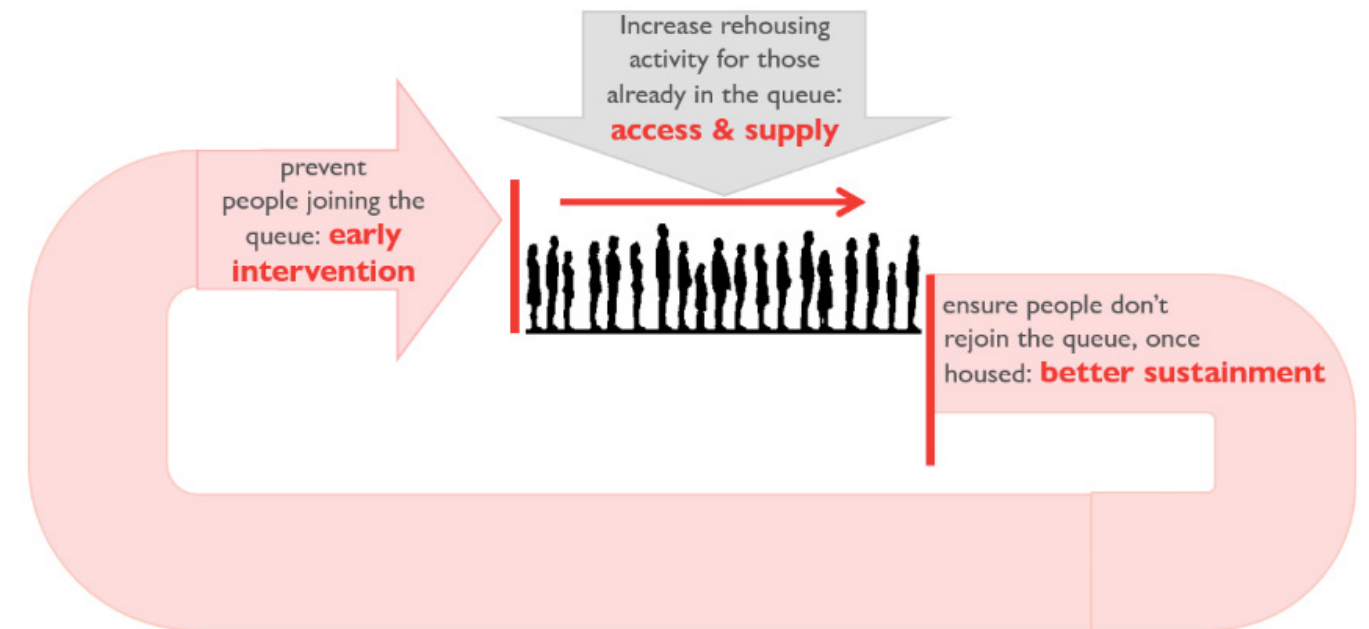 Increase rehousing
activity for those
already in the queue:
access & supply
prevent
people joining the
queue: early
intervention
ensure people don’t
rejoin the queue, once
housed: better sustainment